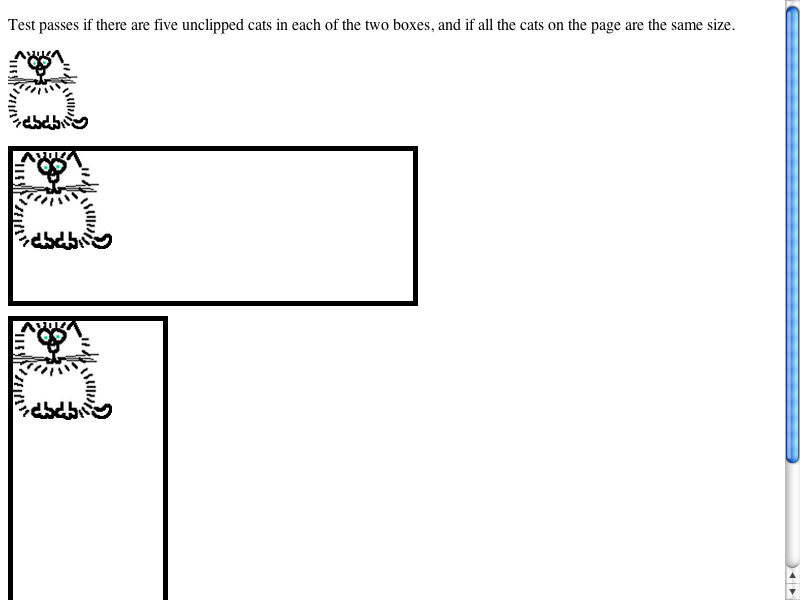 Test passes if there are five unclipped cats in each of the two boxes, and if all the cats on the page are the same size.